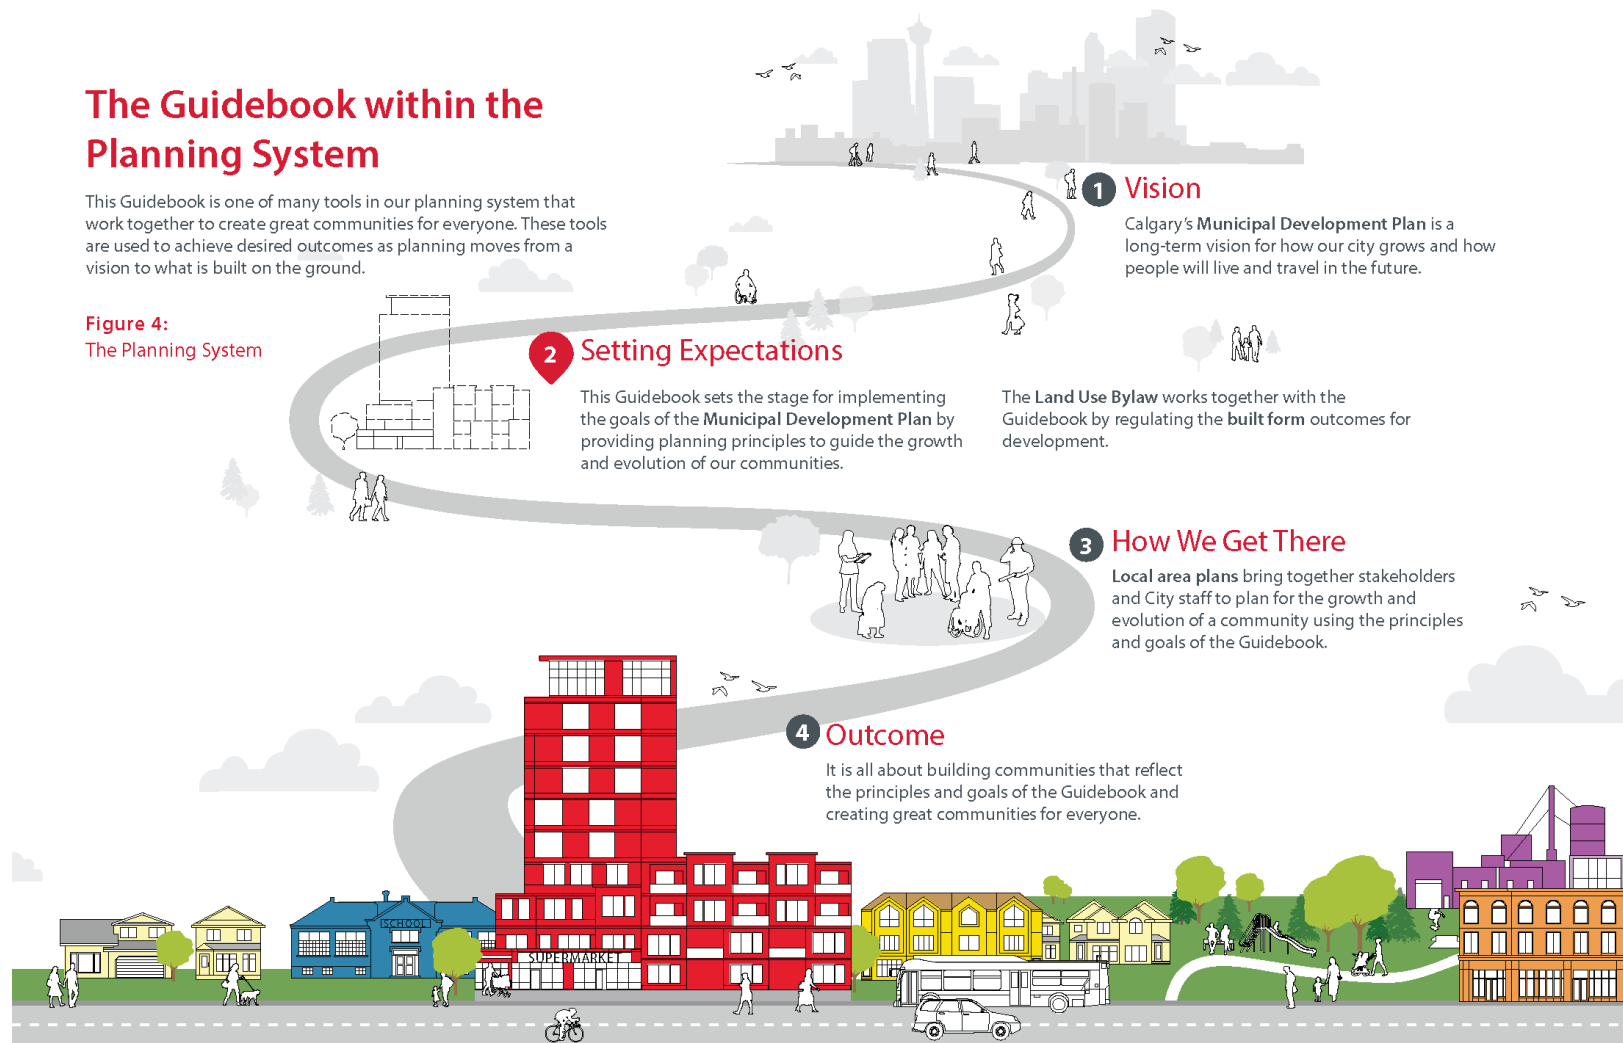 The Guidebook within the
Planning System
This Guidebook is one of many tools in our planning system that
work together to create great communities for everyone. These tools
are used to achieve desired outcomes as planning moves from a
vision to what is built on the ground.
Figure 4:
The Planning System
1 Vision
Calgary’s Municipal Development Plan is a
long-term vision for how our city grows and how
people will live and travel in the future.
2 Setting Expectations
This Guidebook sets the stage for implementing
the goals of the Municipal Development Plan by
providing planning principles to guide the growth
and evolution of our communities.
The Land Use Bylaw works together with the
Guidebook by regulating the built form outcomes for
development.
3 How We Get There
Local area plans bring together stakeholders
and City staff to plan for the growth and
evolution of a community using the principles
and goals of the Guidebook.
4 Outcome
It is all about building communities that reflect
the principles and goals of the Guidebook and
creating great communities for everyone.
SCHOOL
SUPERMARKET